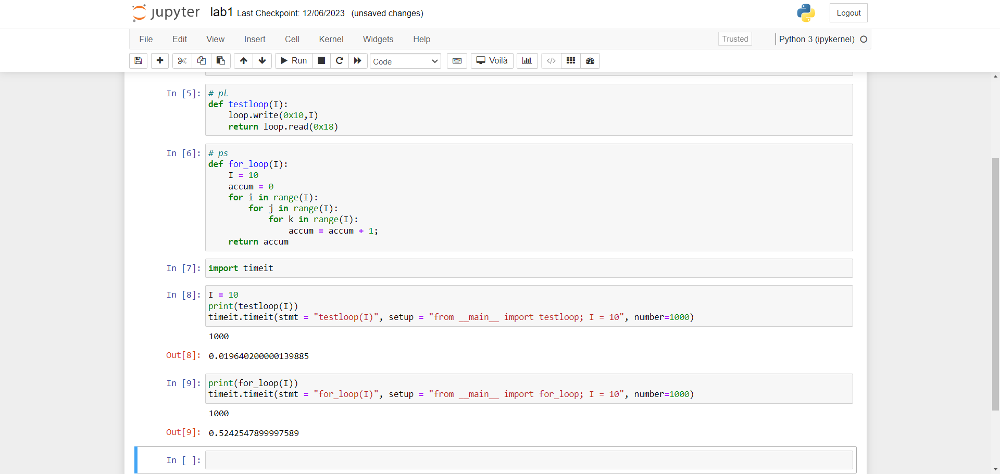 jupyter lab1 Last Checkpoint: 12/06/2023 (unsaved changes)
Logout
File Edit View Insert Cell Kernel Widgets Help
Trusted
Python 3 (ipykernel)
Run
Code
Voilà
In [5]:
# pl
def testloop(I):
    loop.write(0x10,I)
    return loop.read(0x18)
In [6]:
# ps
def for_loop(I):
    I = 10
    accum = 0
    for i in range(I):
        for j in range(I):
            for k in range(I):
                accum = accum + 1;
    return accum
In [7]:
import timeit
In [8]:
I = 10
print(testloop(I))
timeit.timeit(stmt = "testloop(I)", setup = "from __main__ import testloop; I = 10", number=1000)
1000
Out[8]:
0.019640200000139885
In [9]:
print(for_loop(I))
timeit.timeit(stmt = "for_loop(I)", setup = "from __main__ import for_loop; I = 10", number=1000)
1000
Out[9]:
0.5242547899997589
In [ ]: